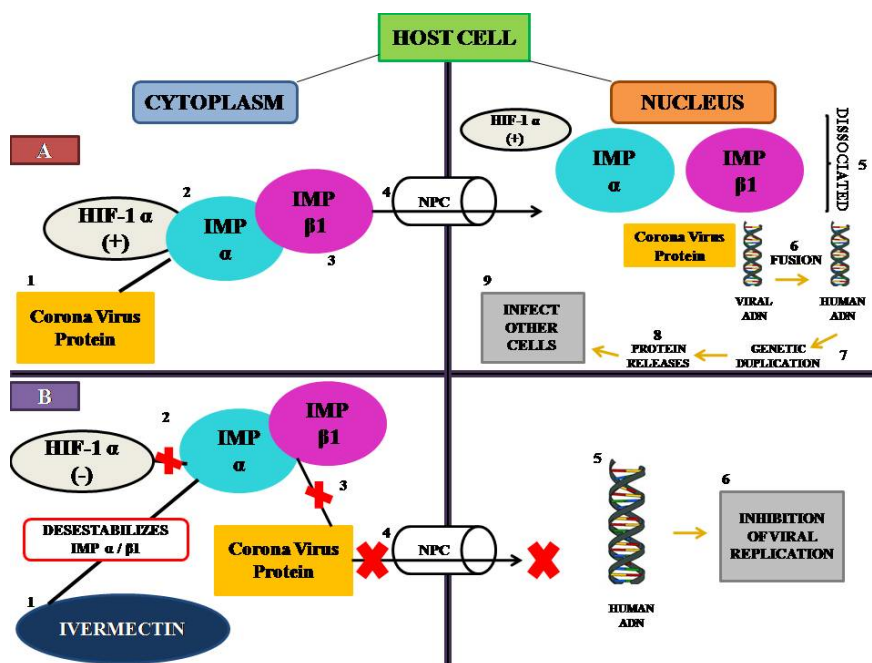 HOST CELL
CYTOPLASM
NUCLEUS
A
HIF-1 α
(+)
2
IMP
α
IMP
β1
3
1
Corona Virus
Protein
4
NPC
HIF-1 α
(+)
IMP
α
IMP
β1
DISSOCIATED
5
Corona Virus
Protein
VIRAL
ADN
6
FUSION
HUMAN
ADN
9
INFECT
OTHER
CELLS
8
PROTEIN
RELEASES
GENETIC
DUPLICATION
7
B
HIF-1 α
(-)
2
IMP
α
IMP
β1
3
DESESTABILIZES
IMP α / β1
Corona Virus
Protein
4
NPC
1
IVERMECTIN
5
HUMAN
ADN
6
INHIBITION
OF VIRAL
REPLICATION